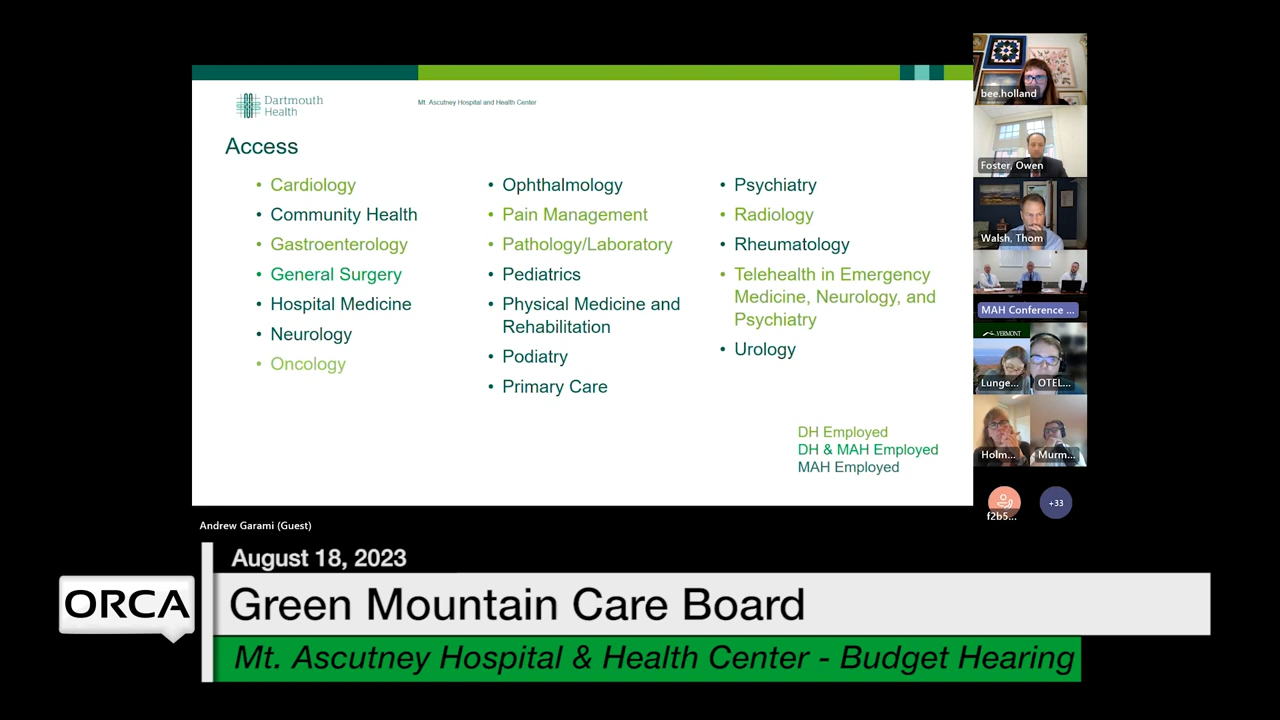 Dartmouth
Health
Mt. Ascutney Hospital and Health Center
Access
• Cardiology
• Community Health
• Gastroenterology
• General Surgery
• Hospital Medicine
• Neurology
• Oncology
• Ophthalmology
• Pain Management
• Pathology/Laboratory
• Pediatrics
• Physical Medicine and
Rehabilitation
• Podiatry
• Primary Care
• Psychiatry
• Radiology
• Rheumatology
• Telehealth in Emergency
Medicine, Neurology, and
Psychiatry
• Urology
DH Employed
DH & MAH Employed
MAH Employed
bee.holland
Foster, Owen
Walsh, Thom
MAH Conference ...
VERMONT
Lunge...
OTEL...
Holm...
Murm...
f2b5...
+33
Andrew Garami (Guest)
August 18, 2023
ORCA
Green Mountain Care Board
Mt. Ascutney Hospital & Health Center - Budget Hearing